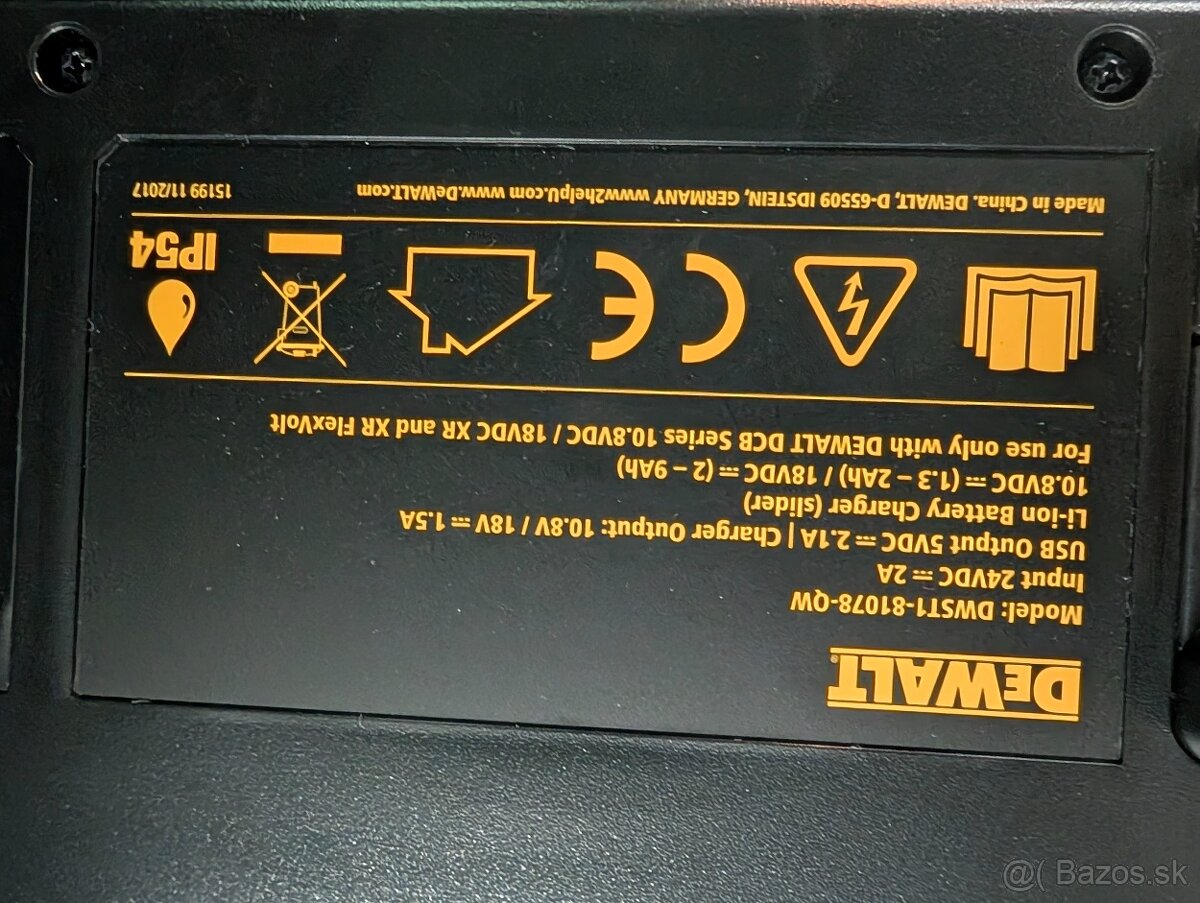 DEWALT®
Model: DWST1-81078-QW
Input 24VDC ⎓ 2A
USB Output 5VDC ⎓ 2.1A | Charger Output: 10.8V / 18V ⎓ 1.5A
Li-ion Battery Charger (slider)
10.8VDC ⎓ (1.3 – 2Ah) / 18VDC ⎓ (2 – 9Ah)
For use only with DEWALT DCB Series 10.8VDC / 18VDC XR and XR FlexVolt
CE
IP54
Made in China. DEWALT, D-65509 IDSTEIN, GERMANY www2helpU.com www.DeWALT.com 15199 11/2017
@( Bazos.sk